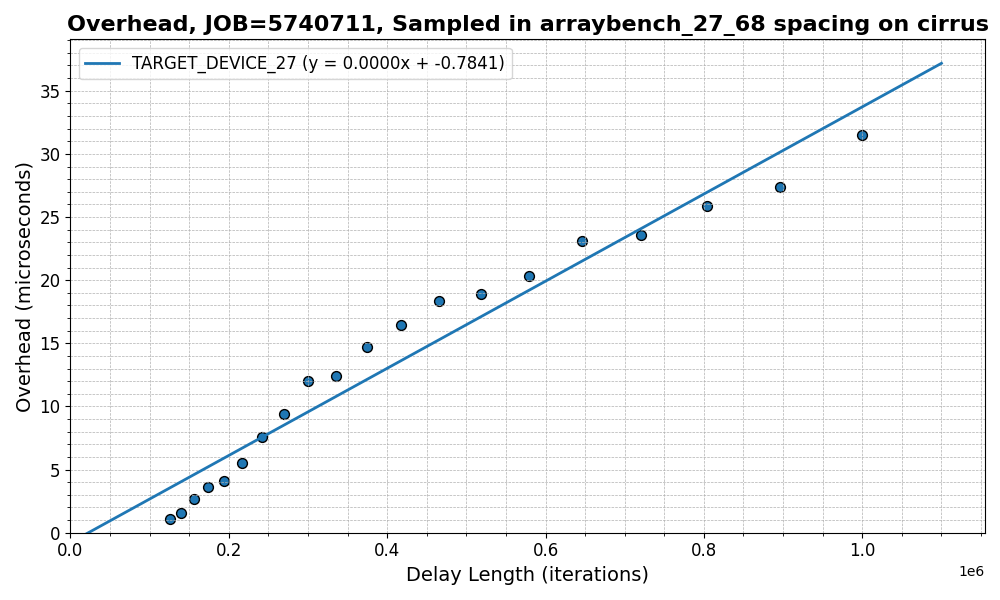 Overhead, JOB=5740711, Sampled in arraybench_27_68 spacing on cirrus
TARGET_DEVICE_27 (y = 0.0000x + -0.7841)
Overhead (microseconds)
35
30
25
20
15
10
5
0
0.0 0.2 0.4 0.6 0.8 1.0
1e6
Delay Length (iterations)